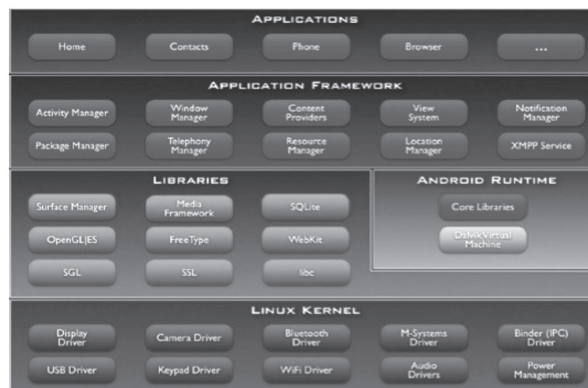 APPLICATIONS
Home Contacts Phone Browser ...
APPLICATION FRAMEWORK
Activity Manager Window Manager Content Providers View System Notification Manager
Package Manager Telephony Manager Resource Manager Location Manager XMPP Service
LIBRARIES
Surface Manager Media Framework SQLite
OpenGL|ES FreeType WebKit
SGL SSL libc
ANDROID RUNTIME
Core Libraries
Dalvik Virtual Machine
LINUX KERNEL
Display Driver Camera Driver Bluetooth Driver M-Systems Driver Binder (IPC) Driver
USB Driver Keypad Driver WiFi Driver Audio Drivers Power Management